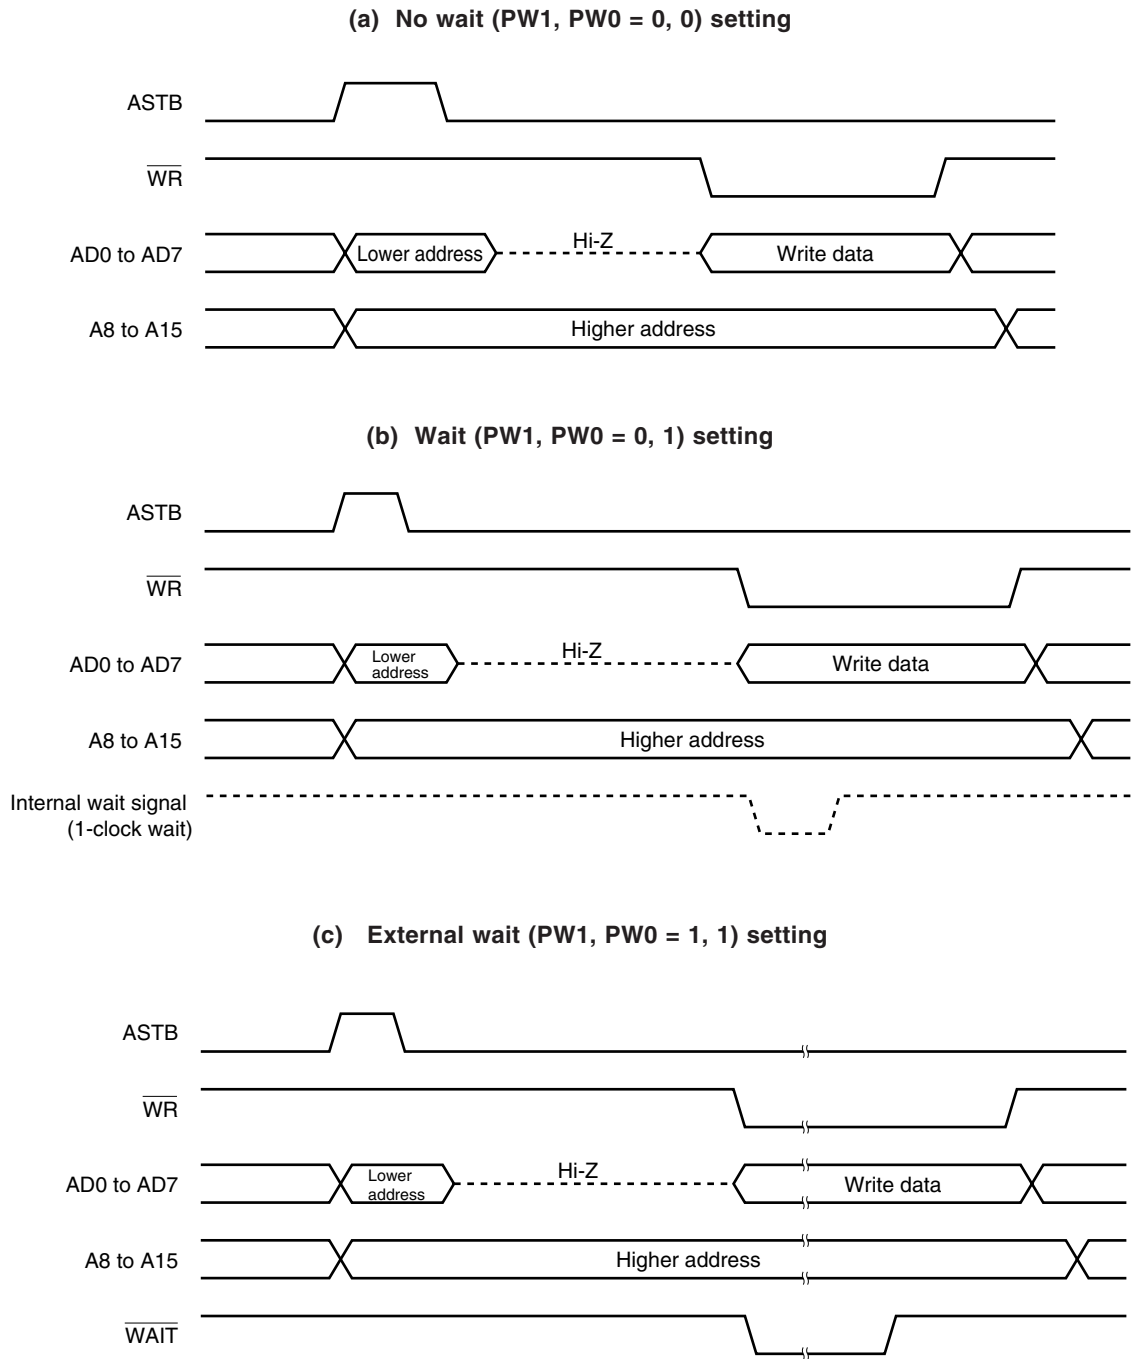 (a) No wait (PW1, PW0 = 0, 0) setting
ASTB
WR
AD0 to AD7
Lower address
Hi-Z
Write data
A8 to A15
Higher address
(b) Wait (PW1, PW0 = 0, 1) setting
ASTB
WR
AD0 to AD7
Lower
address
Hi-Z
Write data
A8 to A15
Higher address
Internal wait signal
(1-clock wait)
(c) External wait (PW1, PW0 = 1, 1) setting
ASTB
WR
AD0 to AD7
Lower
address
Hi-Z
Write data
A8 to A15
Higher address
WAIT